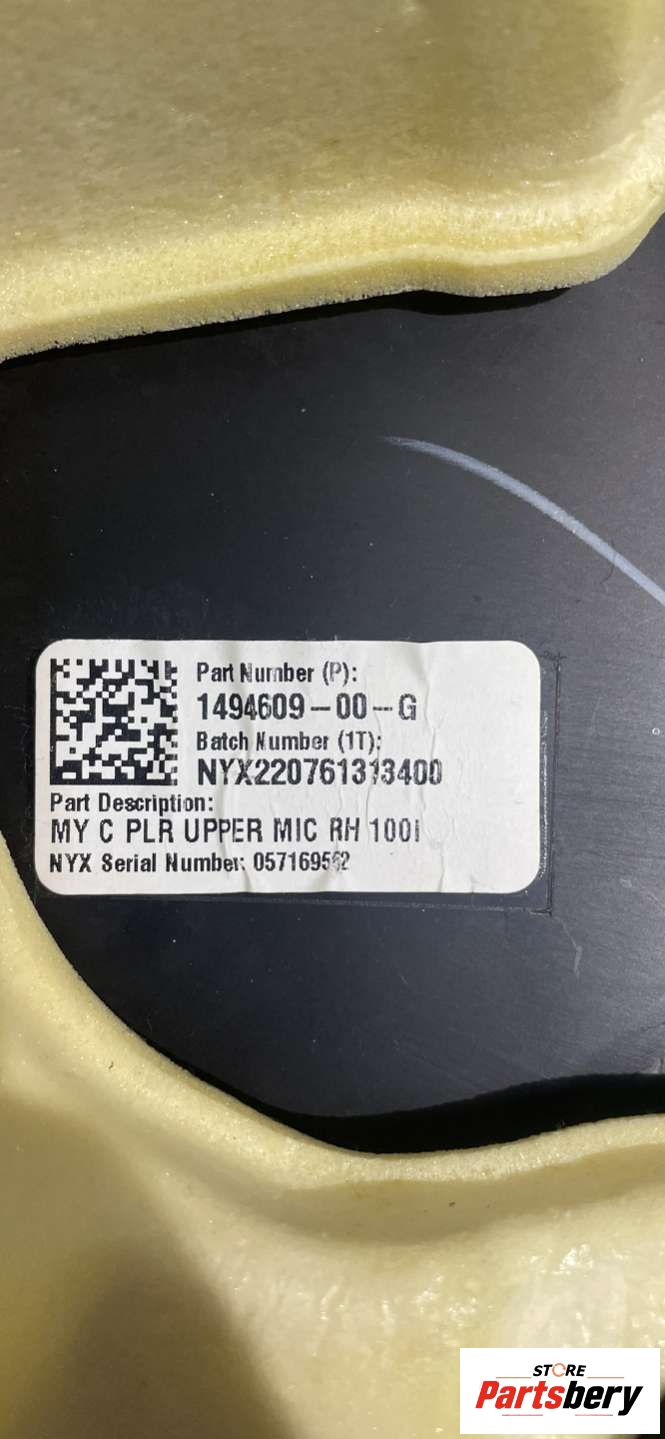 Part Number (P):
1494609-00-G
Batch Number (1T):
NYX220761313400
Part Description:
MY C PLR UPPER MIC RH 100I
NYX Serial Number:
STORE
Partsbery